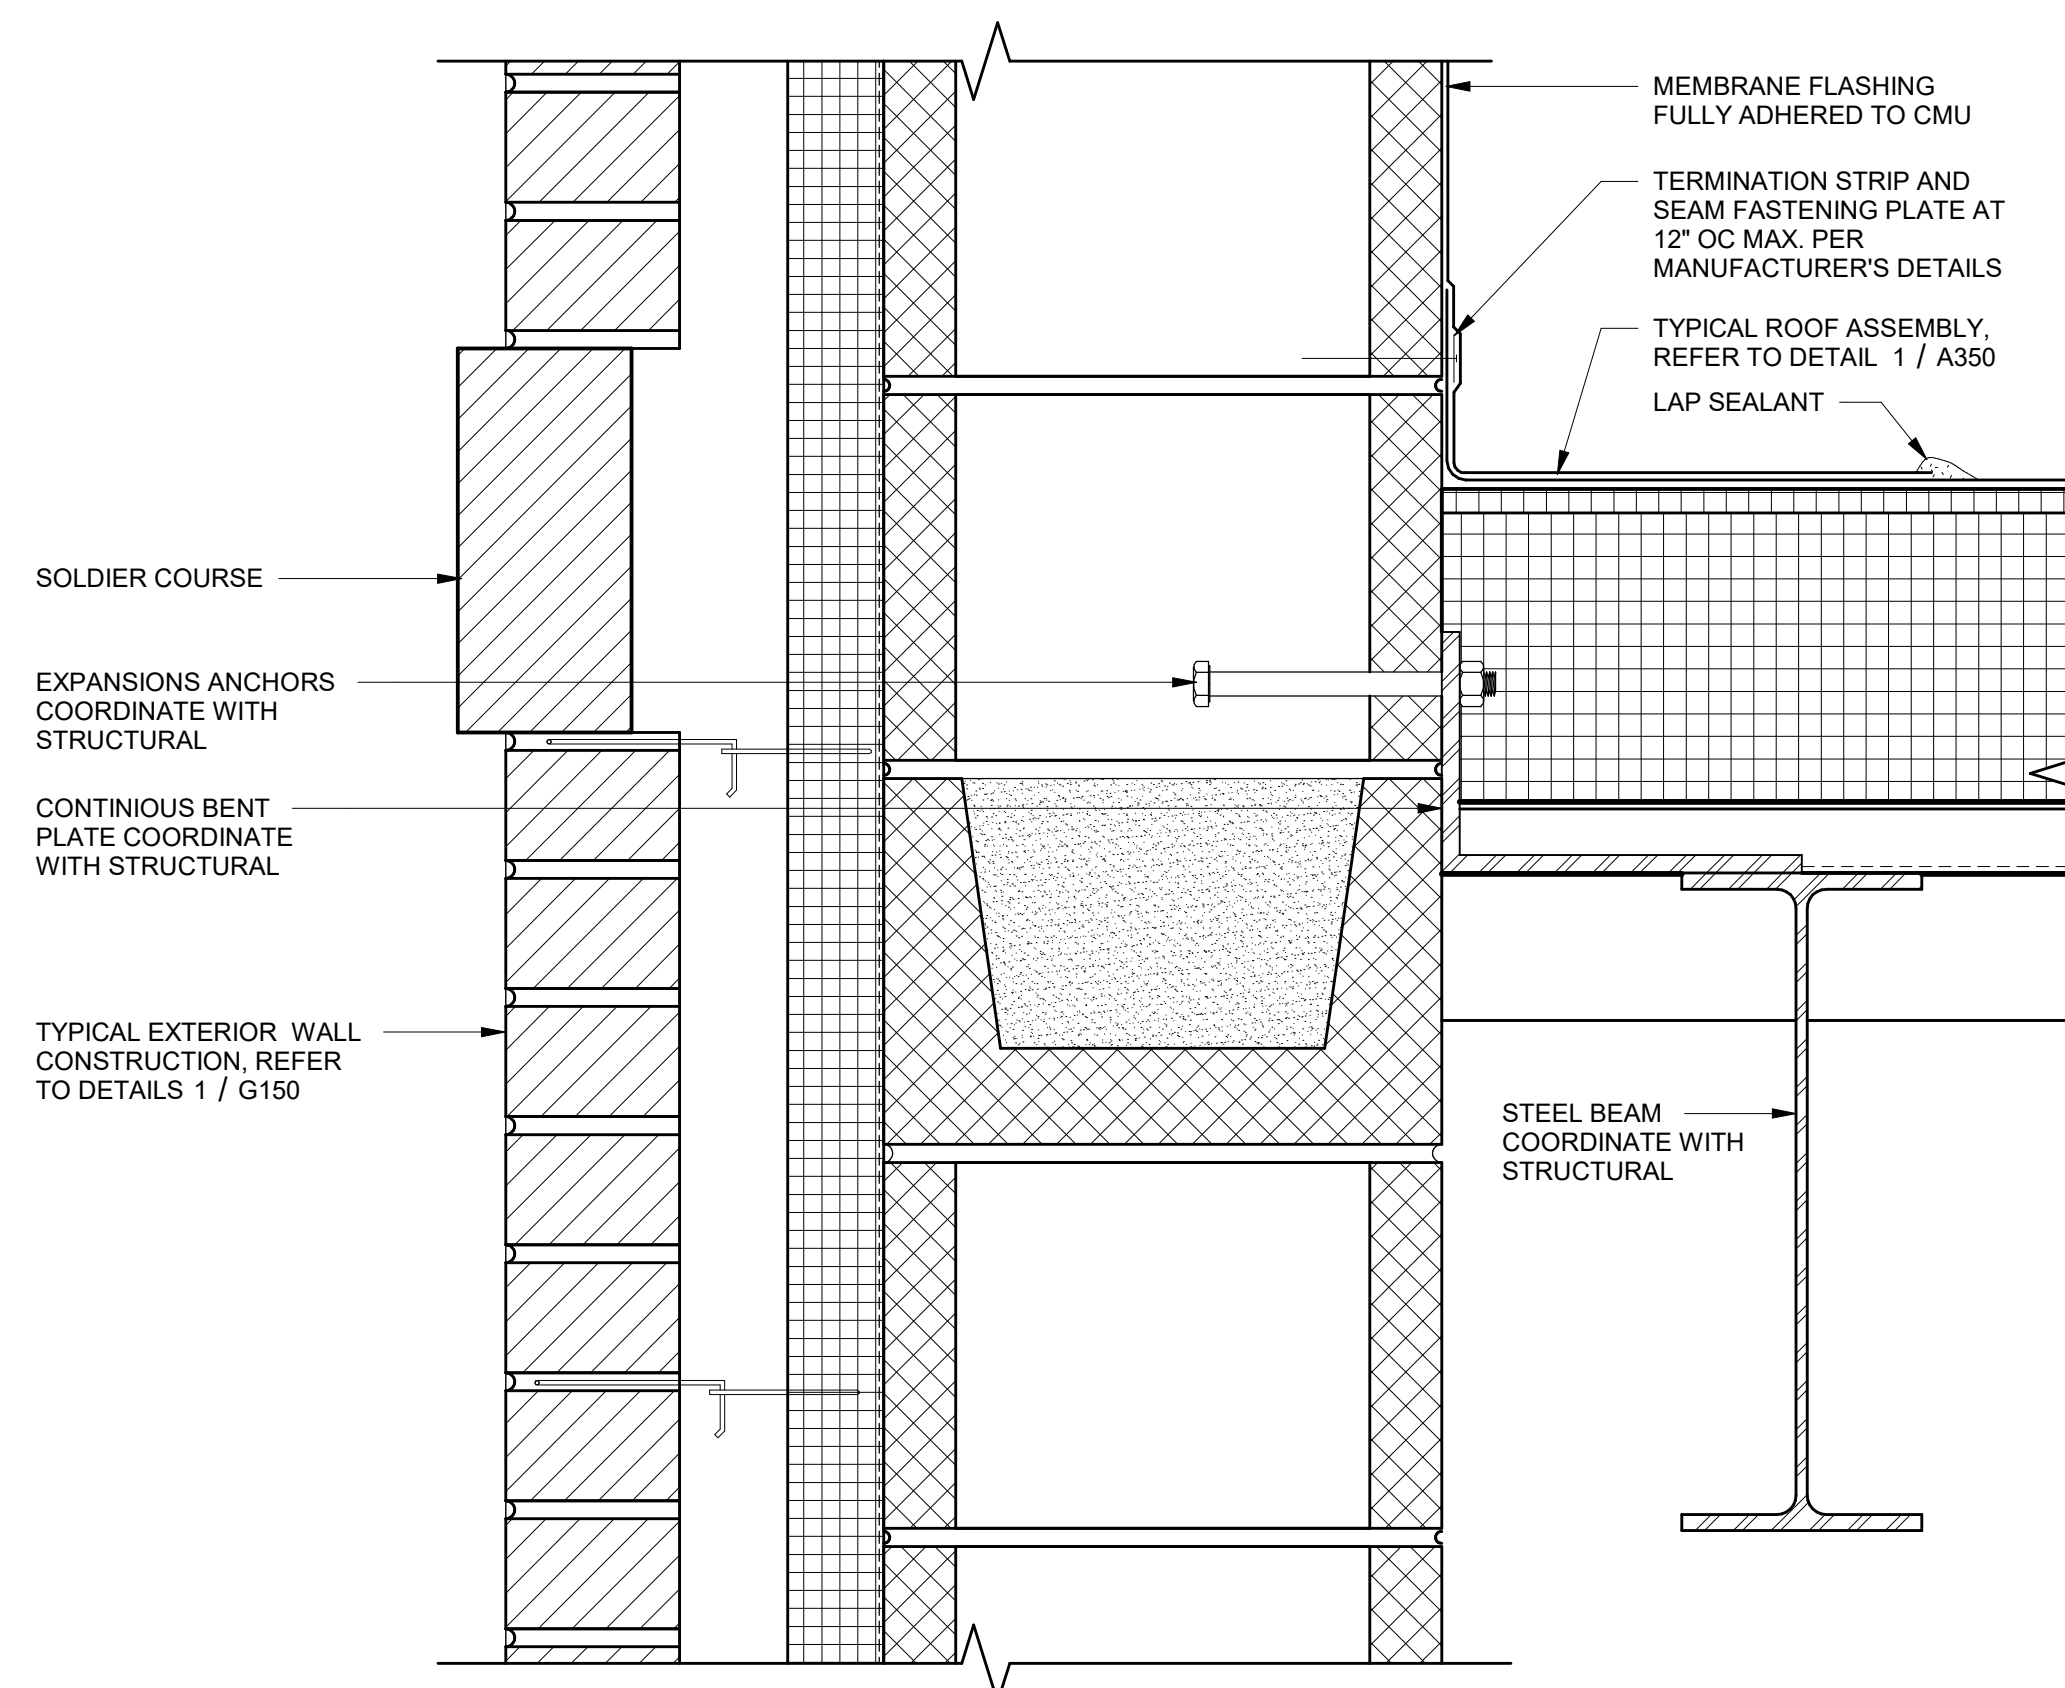 MEMBRANE FLASHING
FULLY ADHERED TO CMU
TERMINATION STRIP AND
SEAM FASTENING PLATE AT
12" OC MAX. PER
MANUFACTURER'S DETAILS
TYPICAL ROOF ASSEMBLY,
REFER TO DETAIL 1 / A350
LAP SEALANT
SOLDIER COURSE
EXPANSIONS ANCHORS
COORDINATE WITH
STRUCTURAL
CONTINIOUS BENT
PLATE COORDINATE
WITH STRUCTURAL
TYPICAL EXTERIOR WALL
CONSTRUCTION, REFER
TO DETAILS 1 / G150
STEEL BEAM
COORDINATE WITH
STRUCTURAL